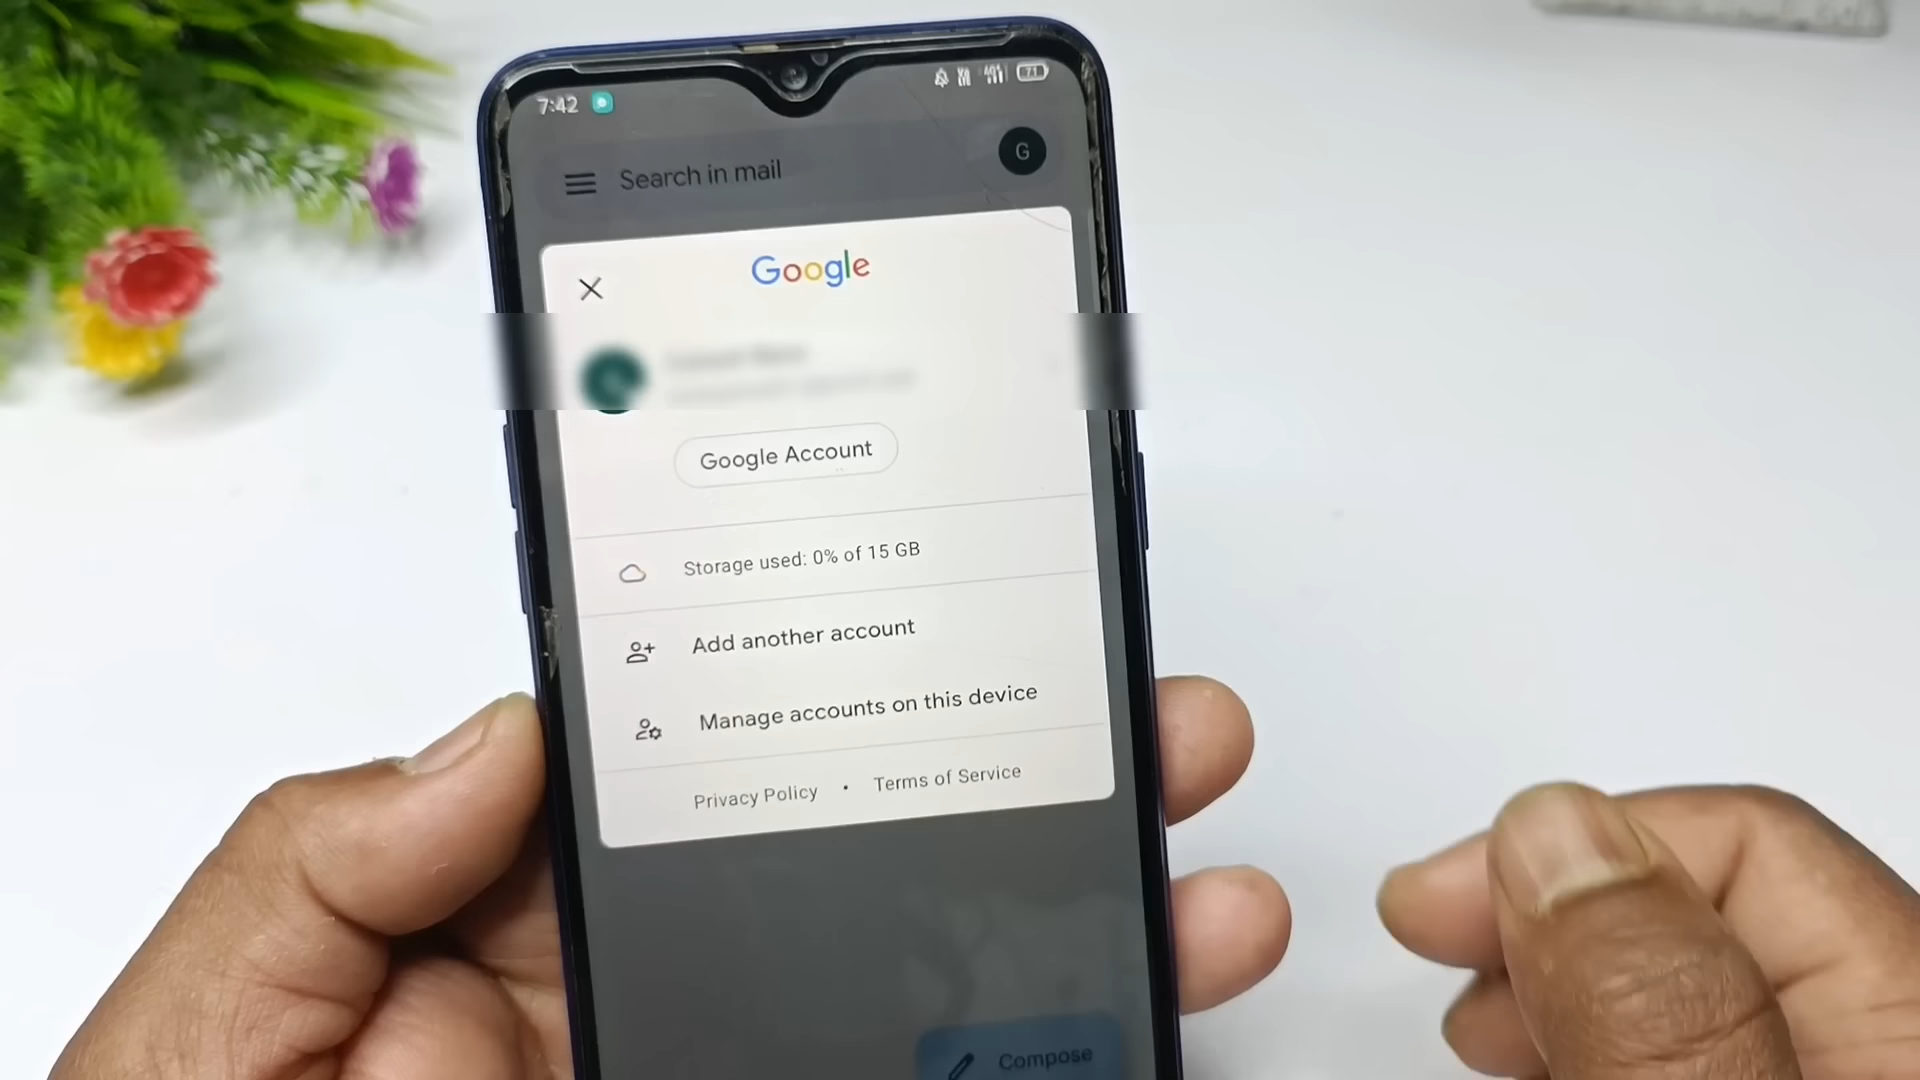 7:42
71
Search in mail
G
Google
Google Account
Storage used: 0% of 15 GB
Add another account
Manage accounts on this device
Privacy Policy • Terms of Service
Compose